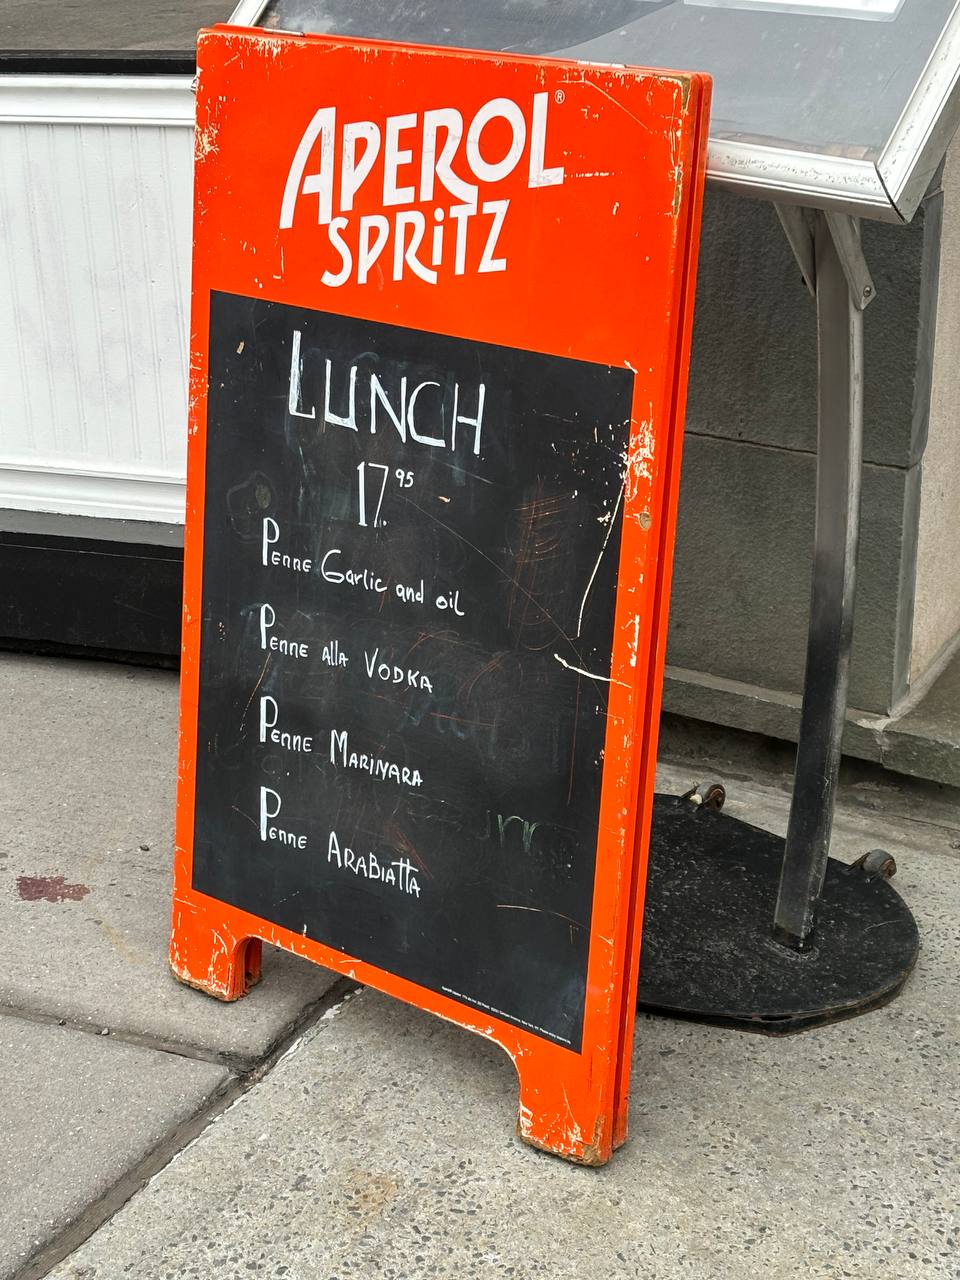 APEROL®
SPRiTZ
LUNCH
17.95
Penne Garlic and oil
Penne alla VODKA
Penne MARINARA
Penne ARABiATTA